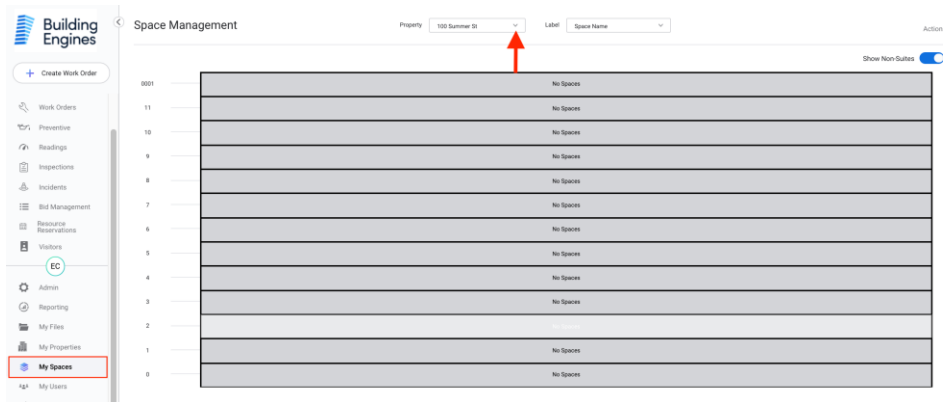 Building
Engines
Space Management
Property 100 Summer St Label Space Name
Action
Show Non-Suites
+ Create Work Order
Work Orders
Preventive
Readings
Inspections
Incidents
Bid Management
Resource
Reservations
Visitors
EC
Admin
Reporting
My Files
My Properties
My Spaces
My Users
0001 No Spaces
11 No Spaces
10 No Spaces
9 No Spaces
8 No Spaces
7 No Spaces
6 No Spaces
5 No Spaces
4 No Spaces
3 No Spaces
2 No Spaces
1 No Spaces
0 No Spaces